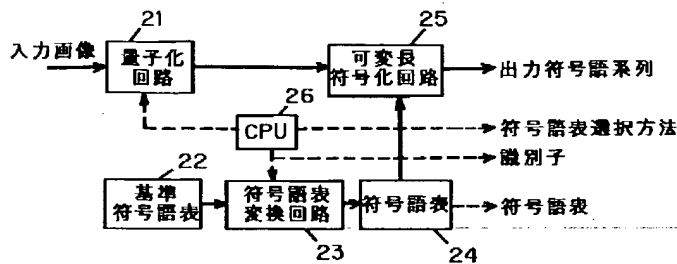 21
25
入力画像
量子化
回路
可変長
符号化回路
出力符号語系列
26
CPU
符号語表選択方法
識別子
22
基準
符号語表
符号語表
変換回路
符号語表
符号語表
23
24